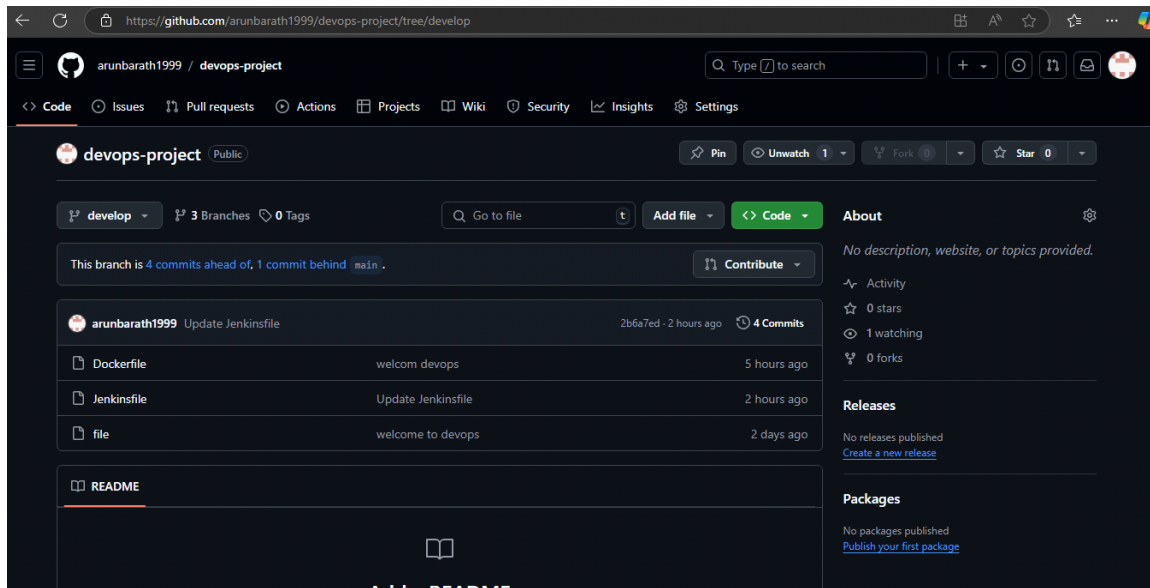 https://github.com/arunbarath1999/devops-project/tree/develop
arunbarath1999 / devops-project
Type / to search
<> Code Issues Pull requests Actions Projects Wiki Security Insights Settings
devops-project Public
Pin Unwatch 1 Fork 0 Star 0
develop 3 Branches 0 Tags
Go to file t
Add file <> Code
This branch is 4 commits ahead of, 1 commit behind main .
Contribute
arunbarath1999 Update Jenkinsfile 2b6a7ed · 2 hours ago 4 Commits
Dockerfile welcom devops 5 hours ago
Jenkinsfile Update Jenkinsfile 2 hours ago
file welcome to devops 2 days ago
README
About
No description, website, or topics provided.
Activity
0 stars
1 watching
0 forks
Releases
No releases published
Create a new release
Packages
No packages published
Publish your first package